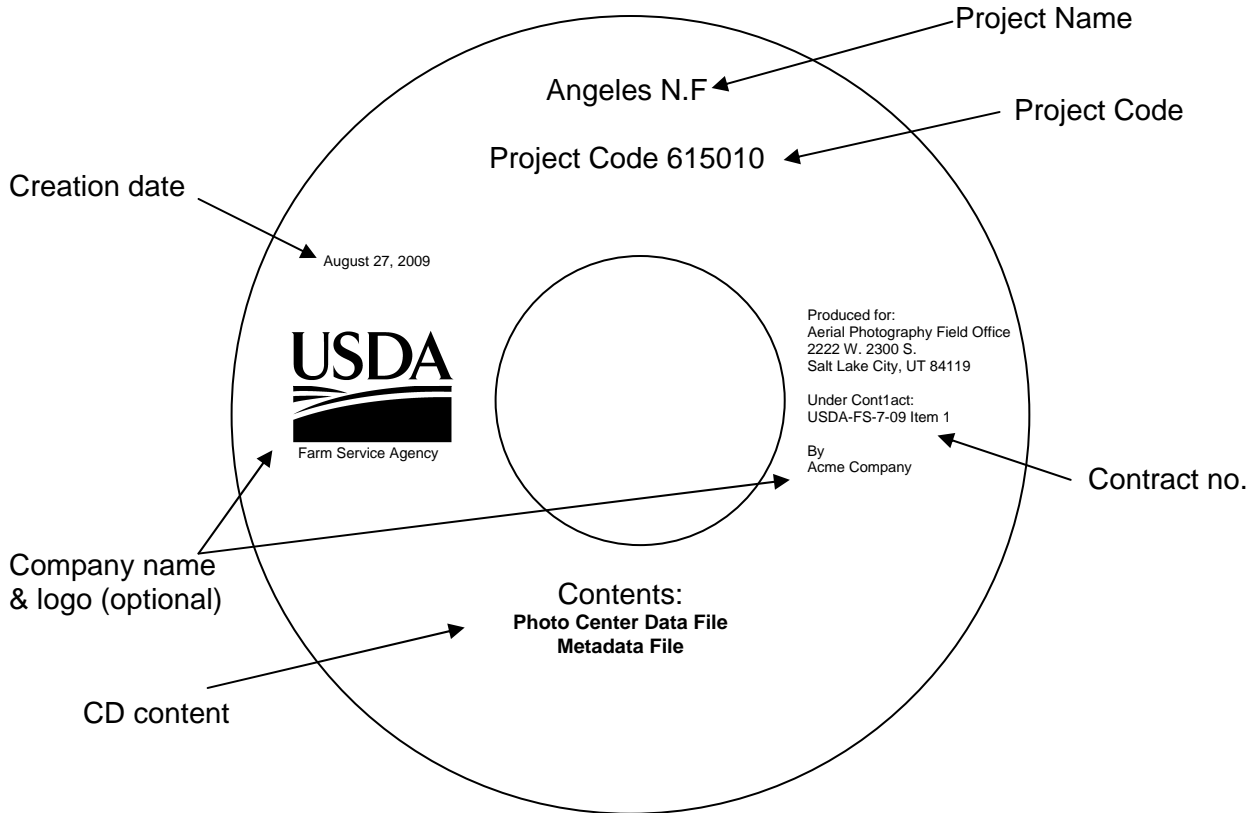 Project Name
Angeles N.F
Project Code
Project Code 615010
Creation date
August 27, 2009
USDA
Farm Service Agency
Produced for:
Aerial Photography Field Office
2222 W. 2300 S.
Salt Lake City, UT 84119
Under Cont1act:
USDA-FS-7-09 Item 1
By
Acme Company
Contract no.
Company name
& logo (optional)
Contents:
Photo Center Data File
Metadata File
CD content